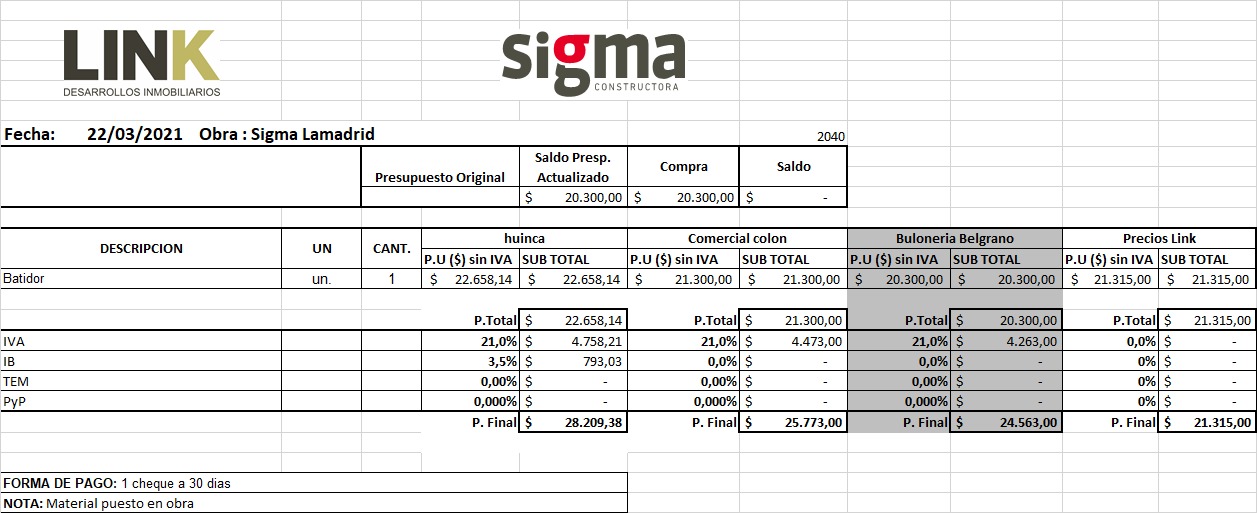 LINK
DESARROLLOS INMOBILIARIOS
sigma
CONSTRUCTORA
Fecha: 22/03/2021 Obra : Sigma Lamadrid 2040
Presupuesto Original Saldo Presp. Actualizado Compra Saldo
$ 20.300,00 $ 20.300,00 $ -
DESCRIPCION UN CANT. huinca Comercial colon Buloneria Belgrano Precios Link
P.U ($) sin IVA SUB TOTAL P.U ($) sin IVA SUB TOTAL P.U ($) sin IVA SUB TOTAL P.U ($) sin IVA SUB TOTAL
Batidor un. 1 $ 22.658,14 $ 22.658,14 $ 21.300,00 $ 21.300,00 $ 20.300,00 $ 20.300,00 $ 21.315,00 $ 21.315,00
P.Total $ 22.658,14 P.Total $ 21.300,00 P.Total $ 20.300,00 P.Total $ 21.315,00
IVA 21,0% $ 4.758,21 21,0% $ 4.473,00 21,0% $ 4.263,00 0,0% $ -
IB 3,5% $ 793,03 0,0% $ - 0,0% $ - 0% $ -
TEM 0,00% $ - 0,00% $ - 0,00% $ - 0% $ -
PyP 0,000% $ - 0,000% $ - 0,000% $ - 0% $ -
P. Final $ 28.209,38 P. Final $ 25.773,00 P. Final $ 24.563,00 P. Final $ 21.315,00
FORMA DE PAGO: 1 cheque a 30 dias
NOTA: Material puesto en obra